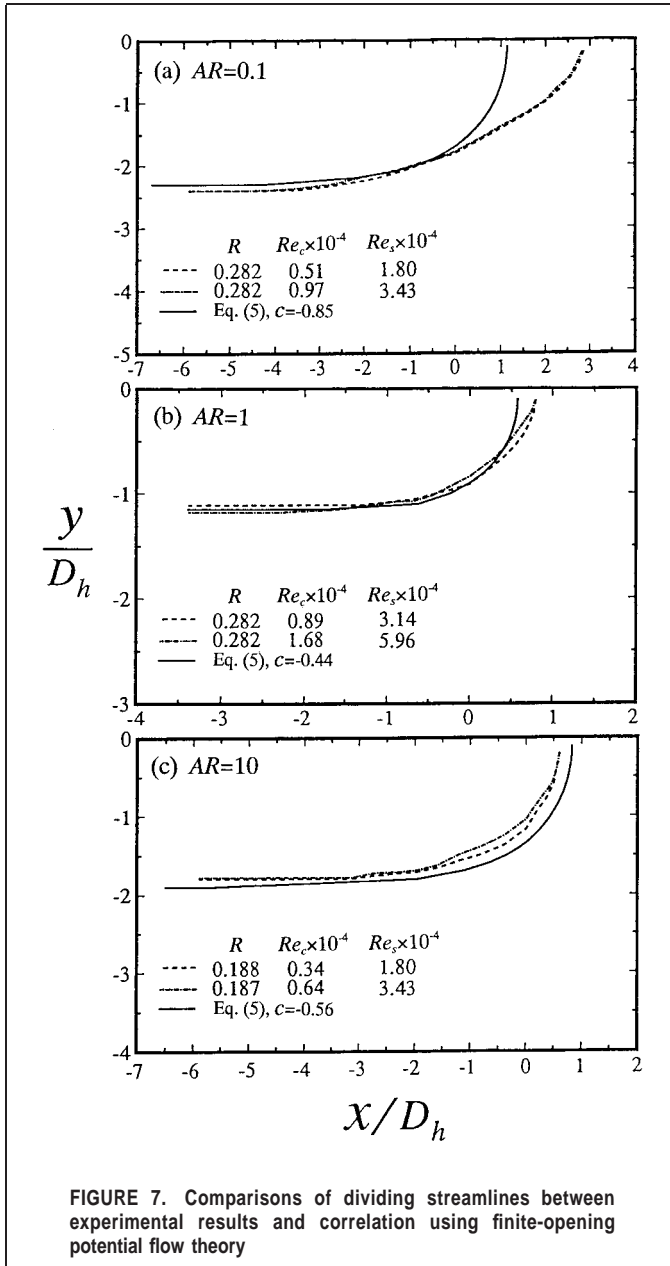 0
(a) AR=0.1
-1
-2
-3
-4
-5
R Re_c×10^-4 Re_s×10^-4
0.282 0.51 1.80
0.282 0.97 3.43
Eq. (5), c=-0.85
-7 -6 -5 -4 -3 -2 -1 0 1 2 3 4
0
(b) AR=1
-1
-2
-3
R Re_c×10^-4 Re_s×10^-4
0.282 0.89 3.14
0.282 1.68 5.96
Eq. (5), c=-0.44
-4 -3 -2 -1 0 1 2
y/D_h
0
(c) AR=10
-1
-2
-3
-4
R Re_c×10^-4 Re_s×10^-4
0.188 0.34 1.80
0.187 0.64 3.43
Eq. (5), c=-0.56
-7 -6 -5 -4 -3 -2 -1 0 1 2
x/D_h
FIGURE 7. Comparisons of dividing streamlines between
experimental results and correlation using finite-opening
potential flow theory